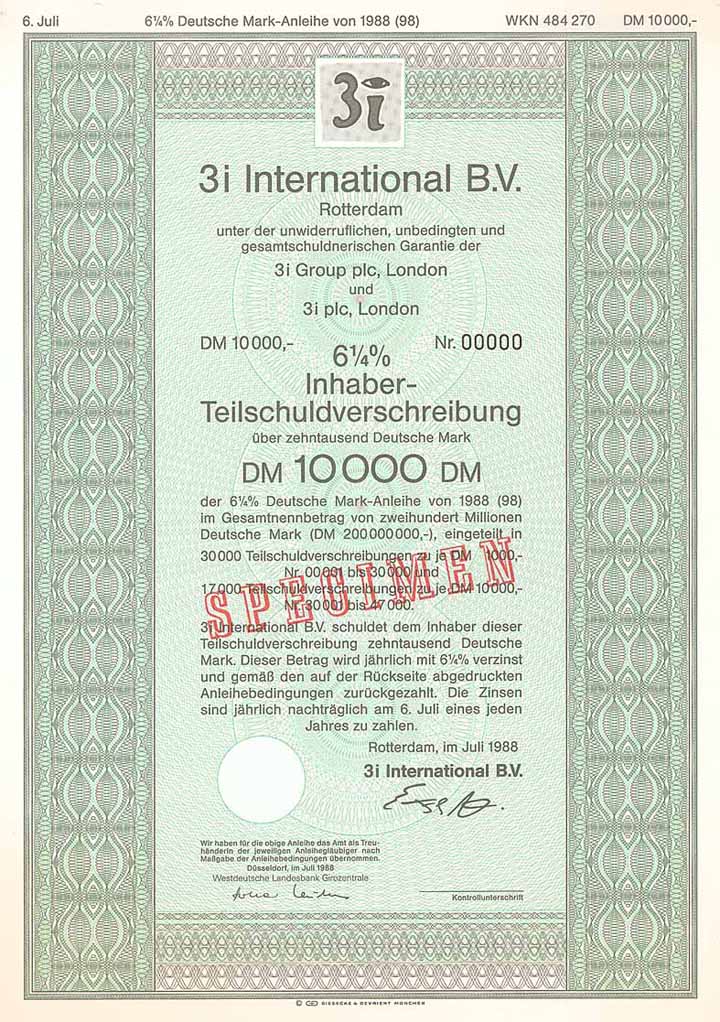 6. Juli 6¼% Deutsche Mark-Anleihe von 1988 (98) WKN 484 270 DM 10 000,-
3i
3i International B.V.
Rotterdam
unter der unwiderruflichen, unbedingten und
gesamtschuldnerischen Garantie der
3i Group plc, London
und
3i plc, London
DM 10 000,- Nr. 00000
6¼%
Inhaber-
Teilschuldverschreibung
über zehntausend Deutsche Mark
DM 10 000 DM
der 6¼% Deutsche Mark-Anleihe von 1988 (98)
im Gesamtnennbetrag von zweihundert Millionen
Deutsche Mark (DM 200 000 000,-), eingeteilt in
30 000 Teilschuldverschreibungen zu je DM 1000,-
Nr. 00001 bis 30 000 und
17 000 Teilschuldverschreibungen zu je DM 10 000,-
Nr. 30 001 bis 47 000.
SPECIMEN
3i International B.V. schuldet dem Inhaber dieser
Teilschuldverschreibung zehntausend Deutsche
Mark. Dieser Betrag wird jährlich mit 6¼% verzinst
und gemäß den auf der Rückseite abgedruckten
Anleihebedingungen zurückgezahlt. Die Zinsen
sind jährlich nachträglich am 6. Juli eines jeden
Jahres zu zahlen.
Rotterdam, im Juli 1988
3i International B.V.
Wir haben für die obige Anleihe das Amt als Treu-
händerin der jeweiligen Anleihegläubiger nach
Maßgabe der Anleihebedingungen übernommen.
Düsseldorf, im Juli 1988
Westdeutsche Landesbank Girozentrale
Kontrollunterschrift
© GD GIESECKE & DEVRIENT MÜNCHEN